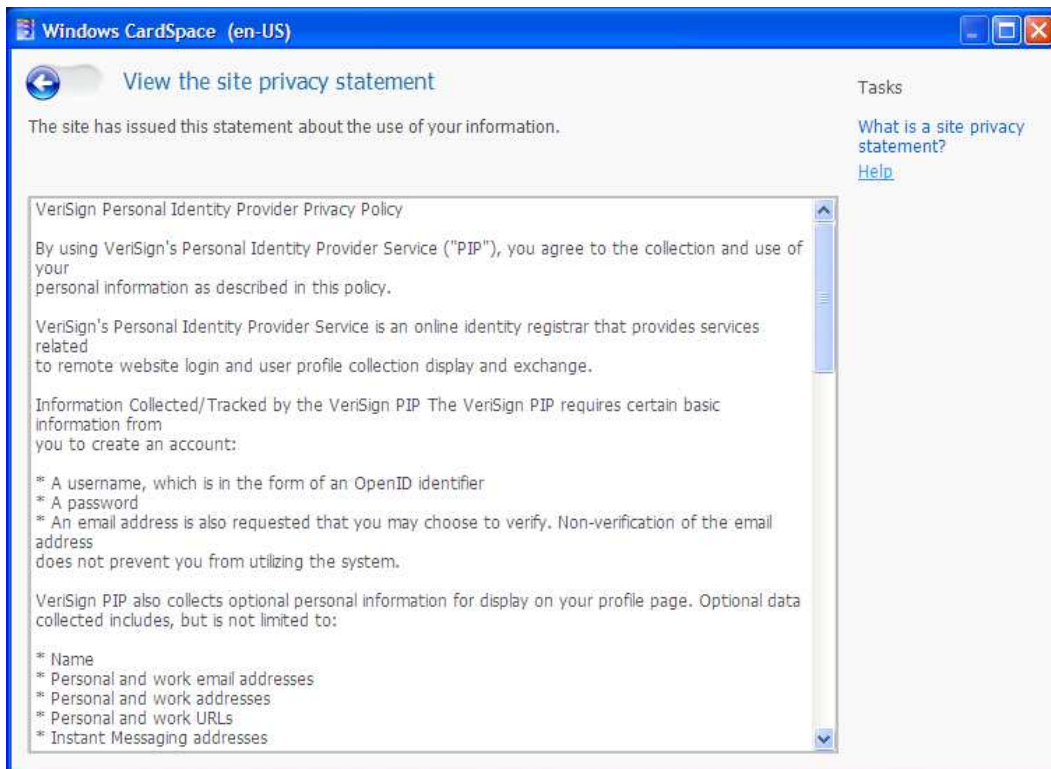 Windows CardSpace (en-US)
View the site privacy statement
The site has issued this statement about the use of your information.
Tasks
What is a site privacy
statement?
Help
VeriSign Personal Identity Provider Privacy Policy
By using VeriSign's Personal Identity Provider Service ("PIP"), you agree to the collection and use of
your
personal information as described in this policy.
VeriSign's Personal Identity Provider Service is an online identity registrar that provides services
related
to remote website login and user profile collection display and exchange.
Information Collected/Tracked by the VeriSign PIP The VeriSign PIP requires certain basic
information from
you to create an account:
* A username, which is in the form of an OpenID identifier
* A password
* An email address is also requested that you may choose to verify. Non-verification of the email
address
does not prevent you from utilizing the system.
VeriSign PIP also collects optional personal information for display on your profile page. Optional data
collected includes, but is not limited to:
* Name
* Personal and work email addresses
* Personal and work addresses
* Personal and work URLs
* Instant Messaging addresses